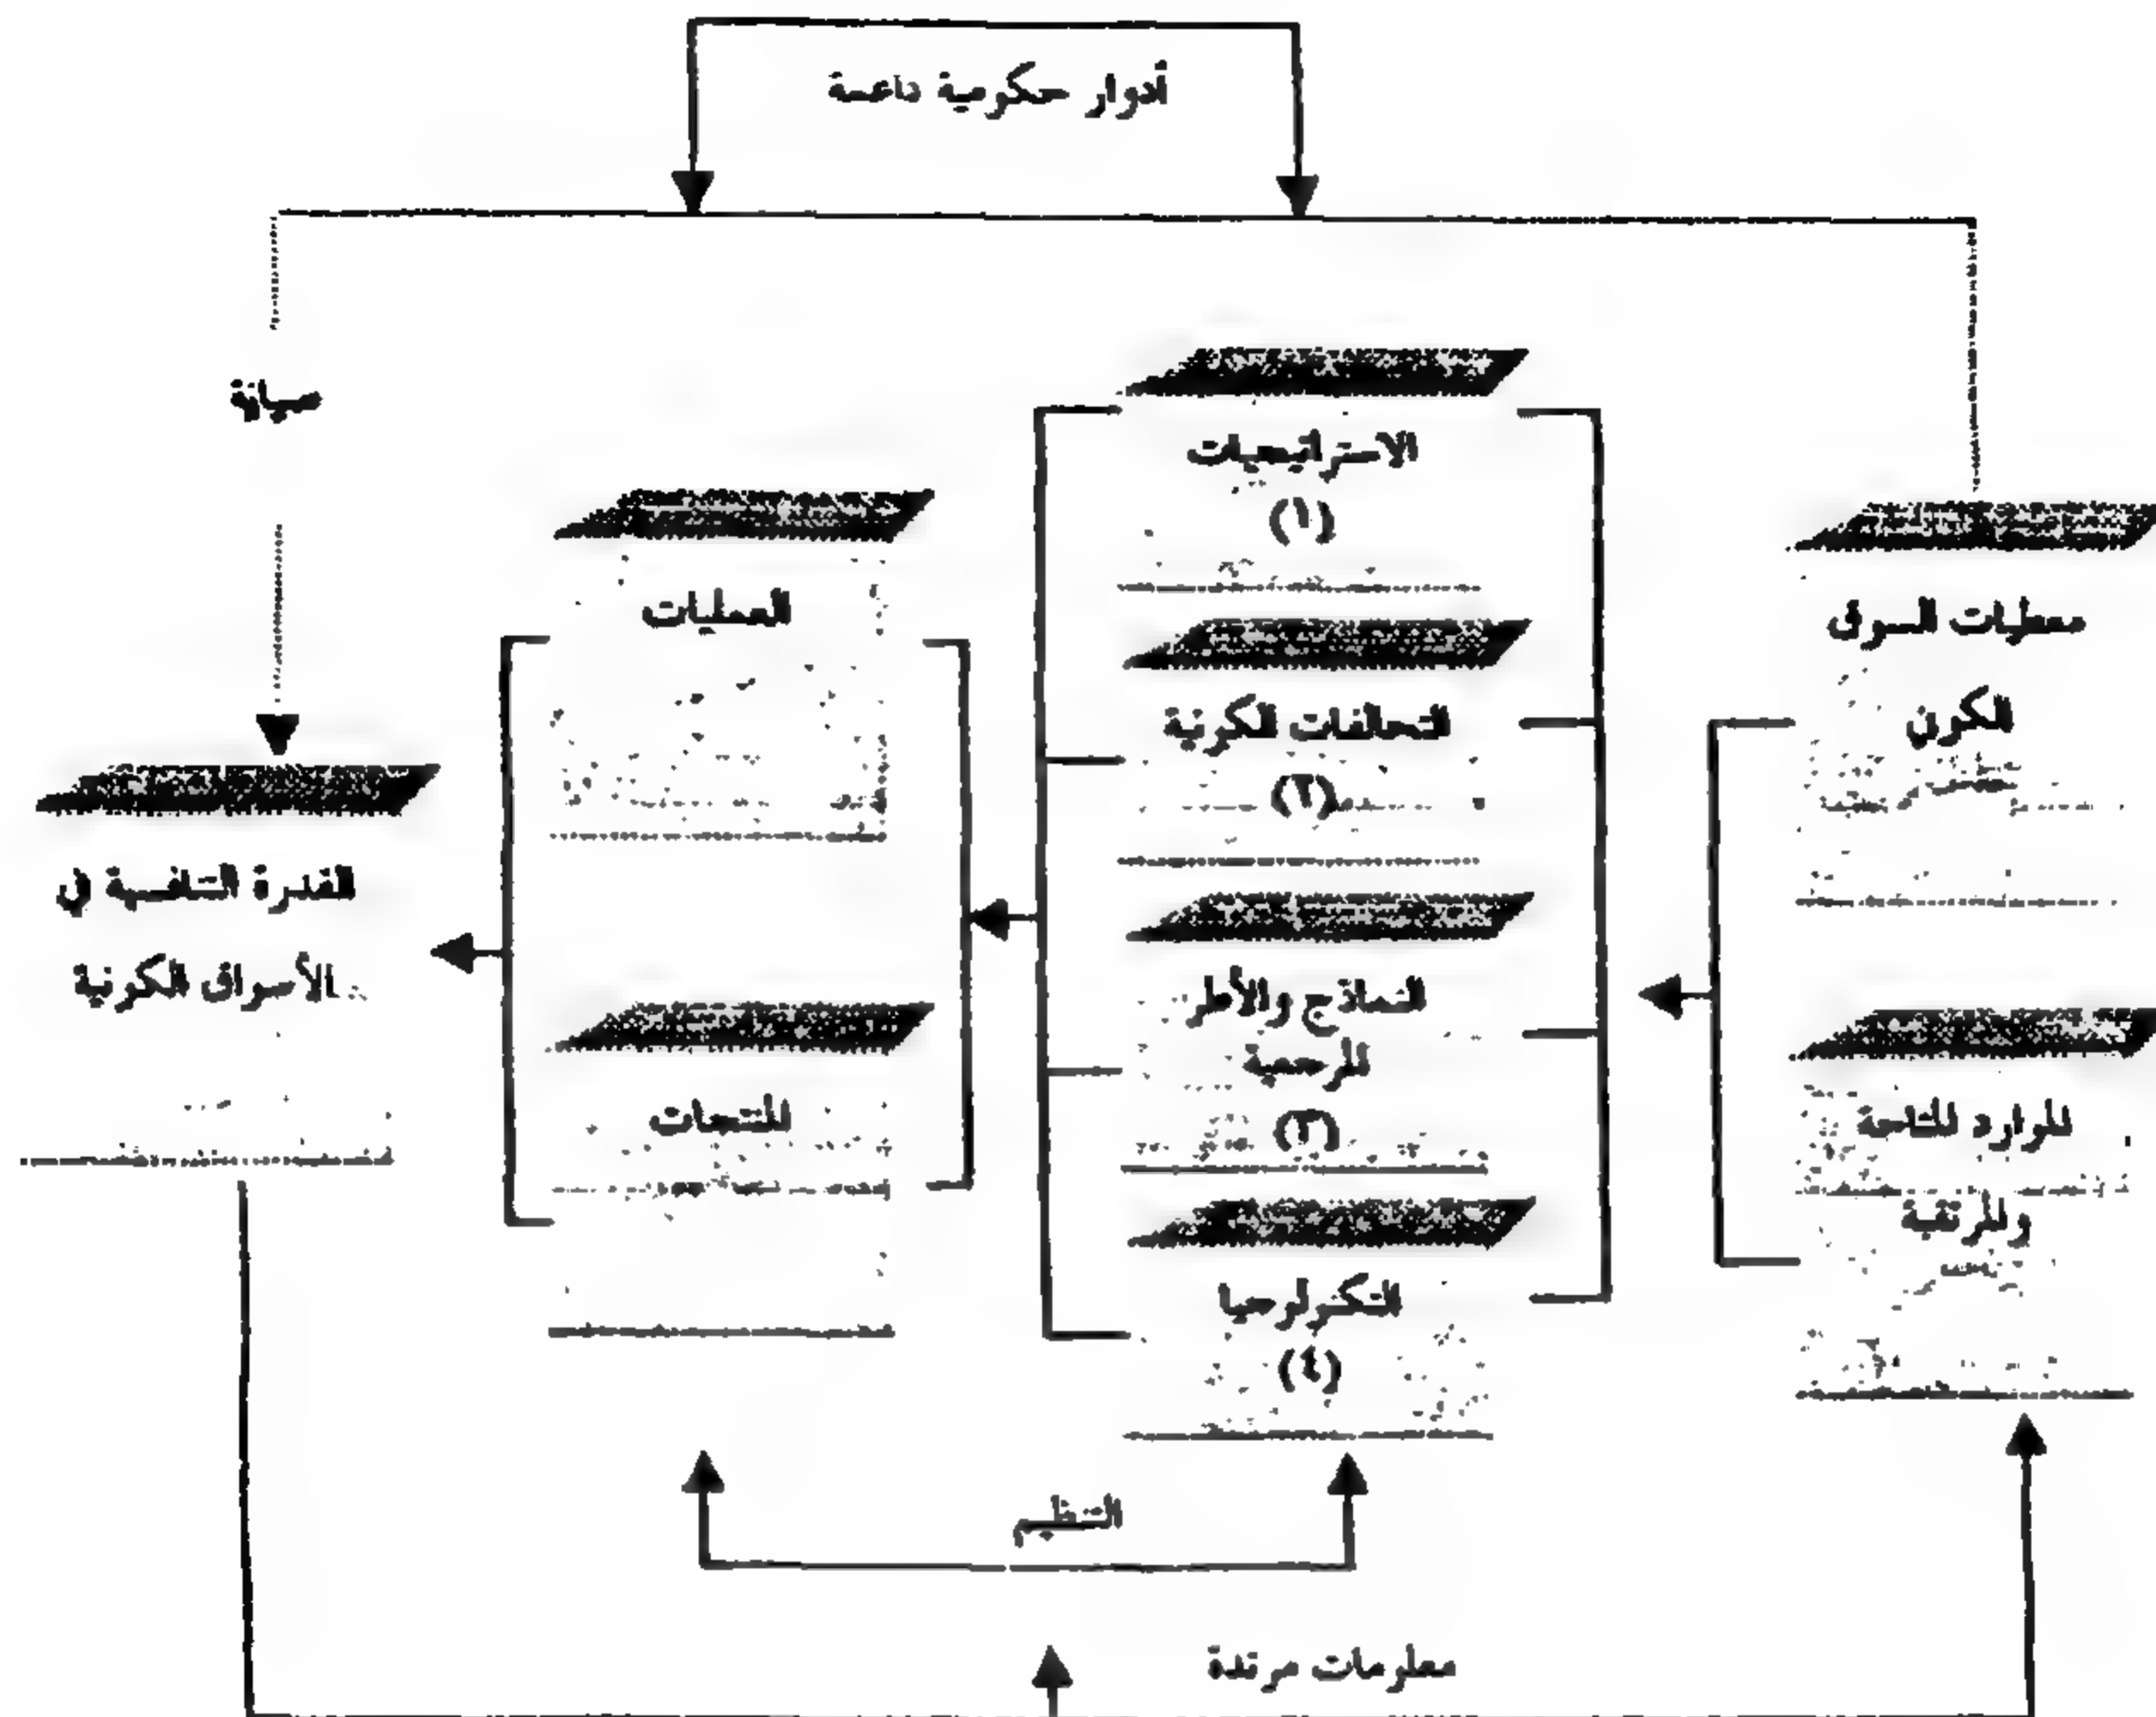 أدوار حكومية داعمة
صيانة
معطيات السوق
الكون
الموارد المتاحة
والمرتقبة
الاستراتيجيات
(١)
التحالفات الكونية
(٢)
النماذج والأطر
المرجعية
(٣)
التكنولوجيا
(٤)
العمليات
المنتجات
القدرة التنافسية في
الأسواق الكونية
التنظيم
معلومات مرتدة